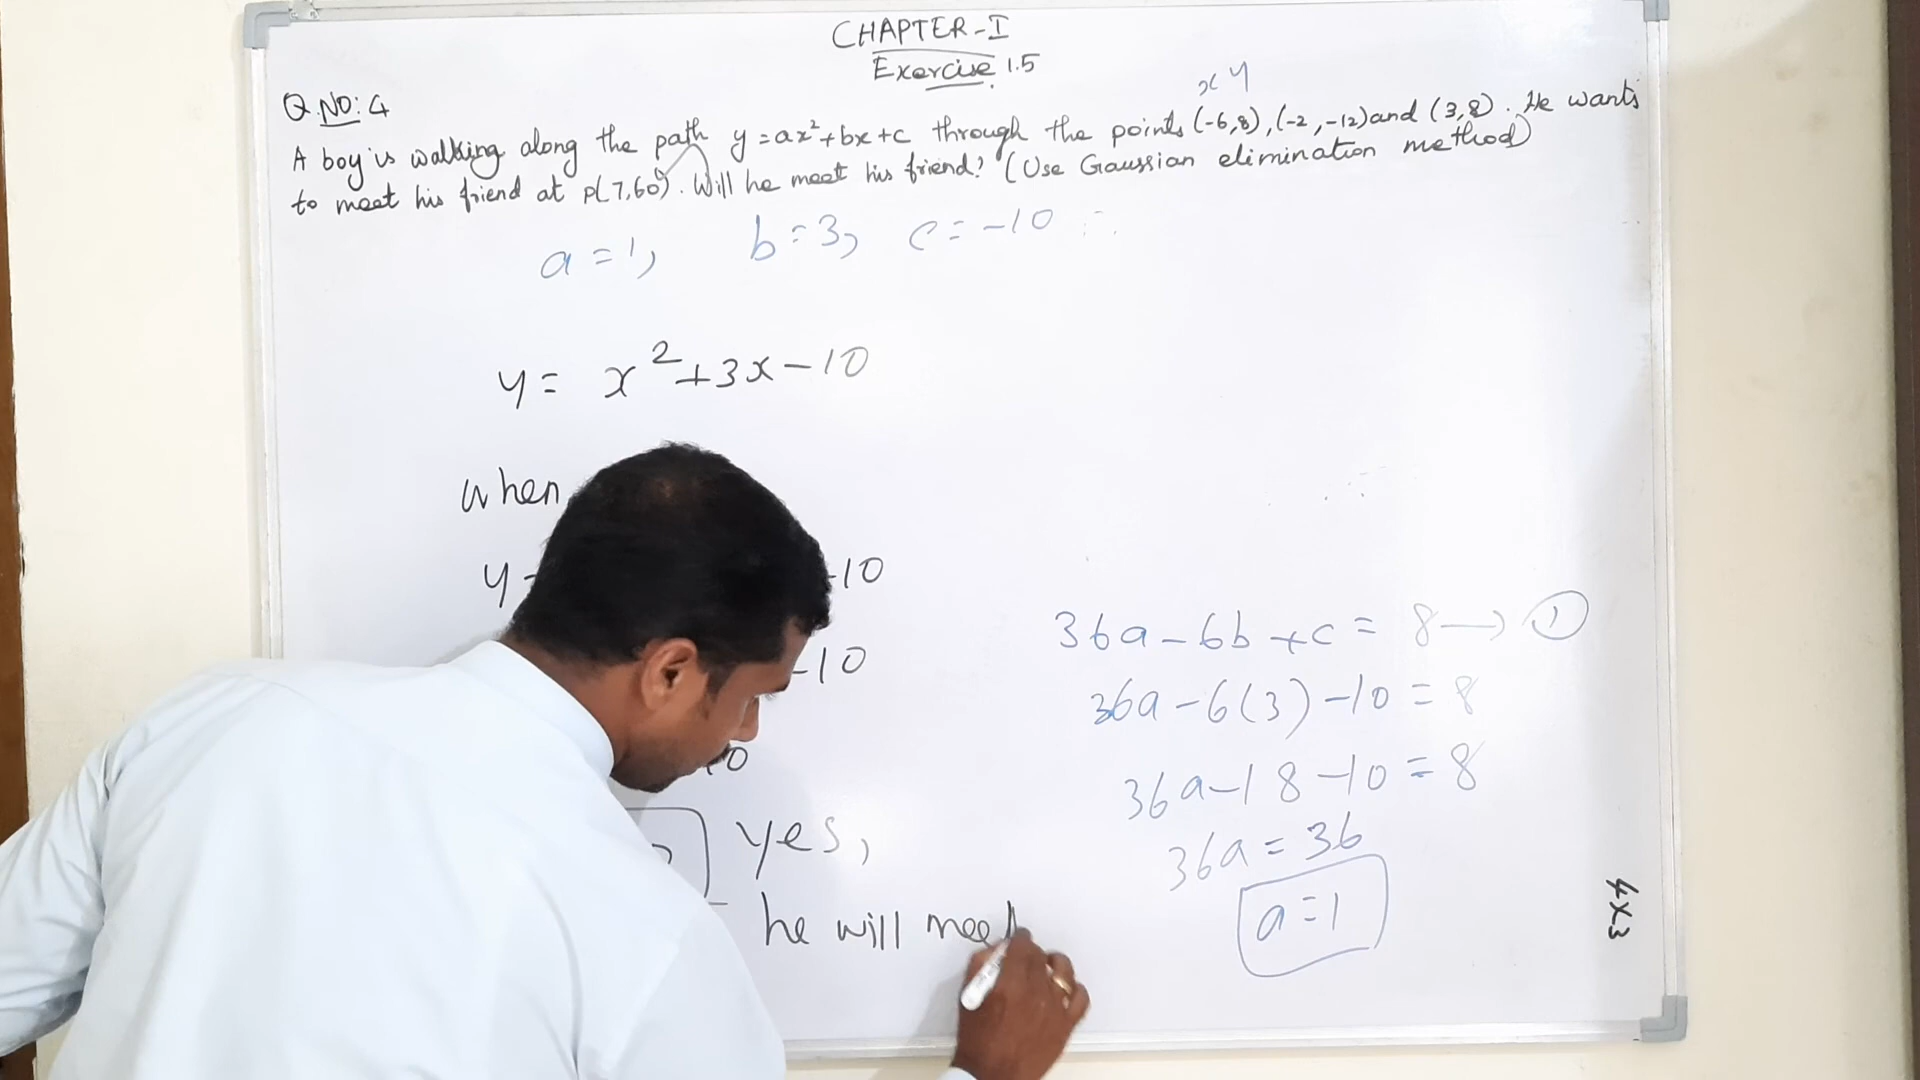 CHAPTER-I
Exercise 1.5
x y
Q.NO: 4
A boy is walking along the path y = ax²+bx+c through the points (-6,8), (-2,-12) and (3,8). He wants
to meet his friend at P(7,60). Will he meet his friend? (Use Gaussian elimination method)
a = 1, b = 3, c = -10
y = x²+3x-10
when
y -10
-10
36a - 6b + c = 8 → ①
36a - 6(3) - 10 = 8
36a - 18 - 10 = 8
36a = 36
a = 1
yes,
he will meet
4x3